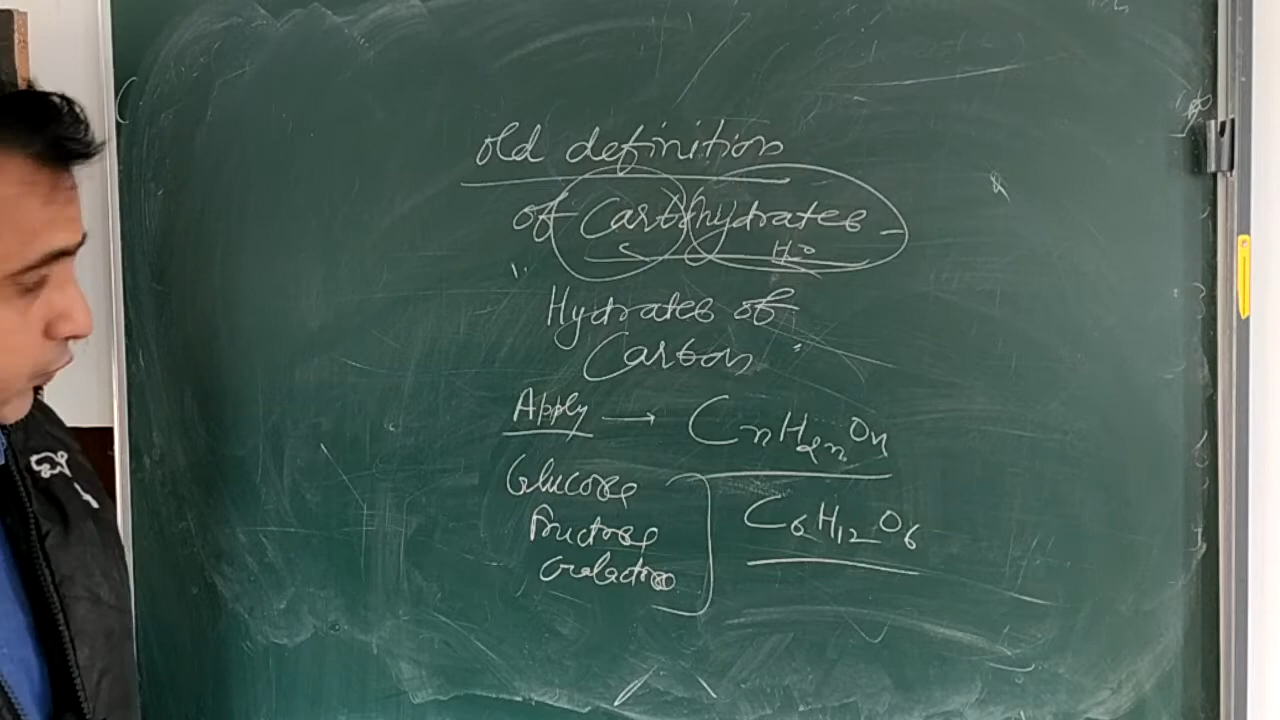 old definition
of Carbohydrates -
H2O
Hydrates of
Carbon
Apply → CnH2nOn
Glucose
Fructose
Galactose
C6H12O6